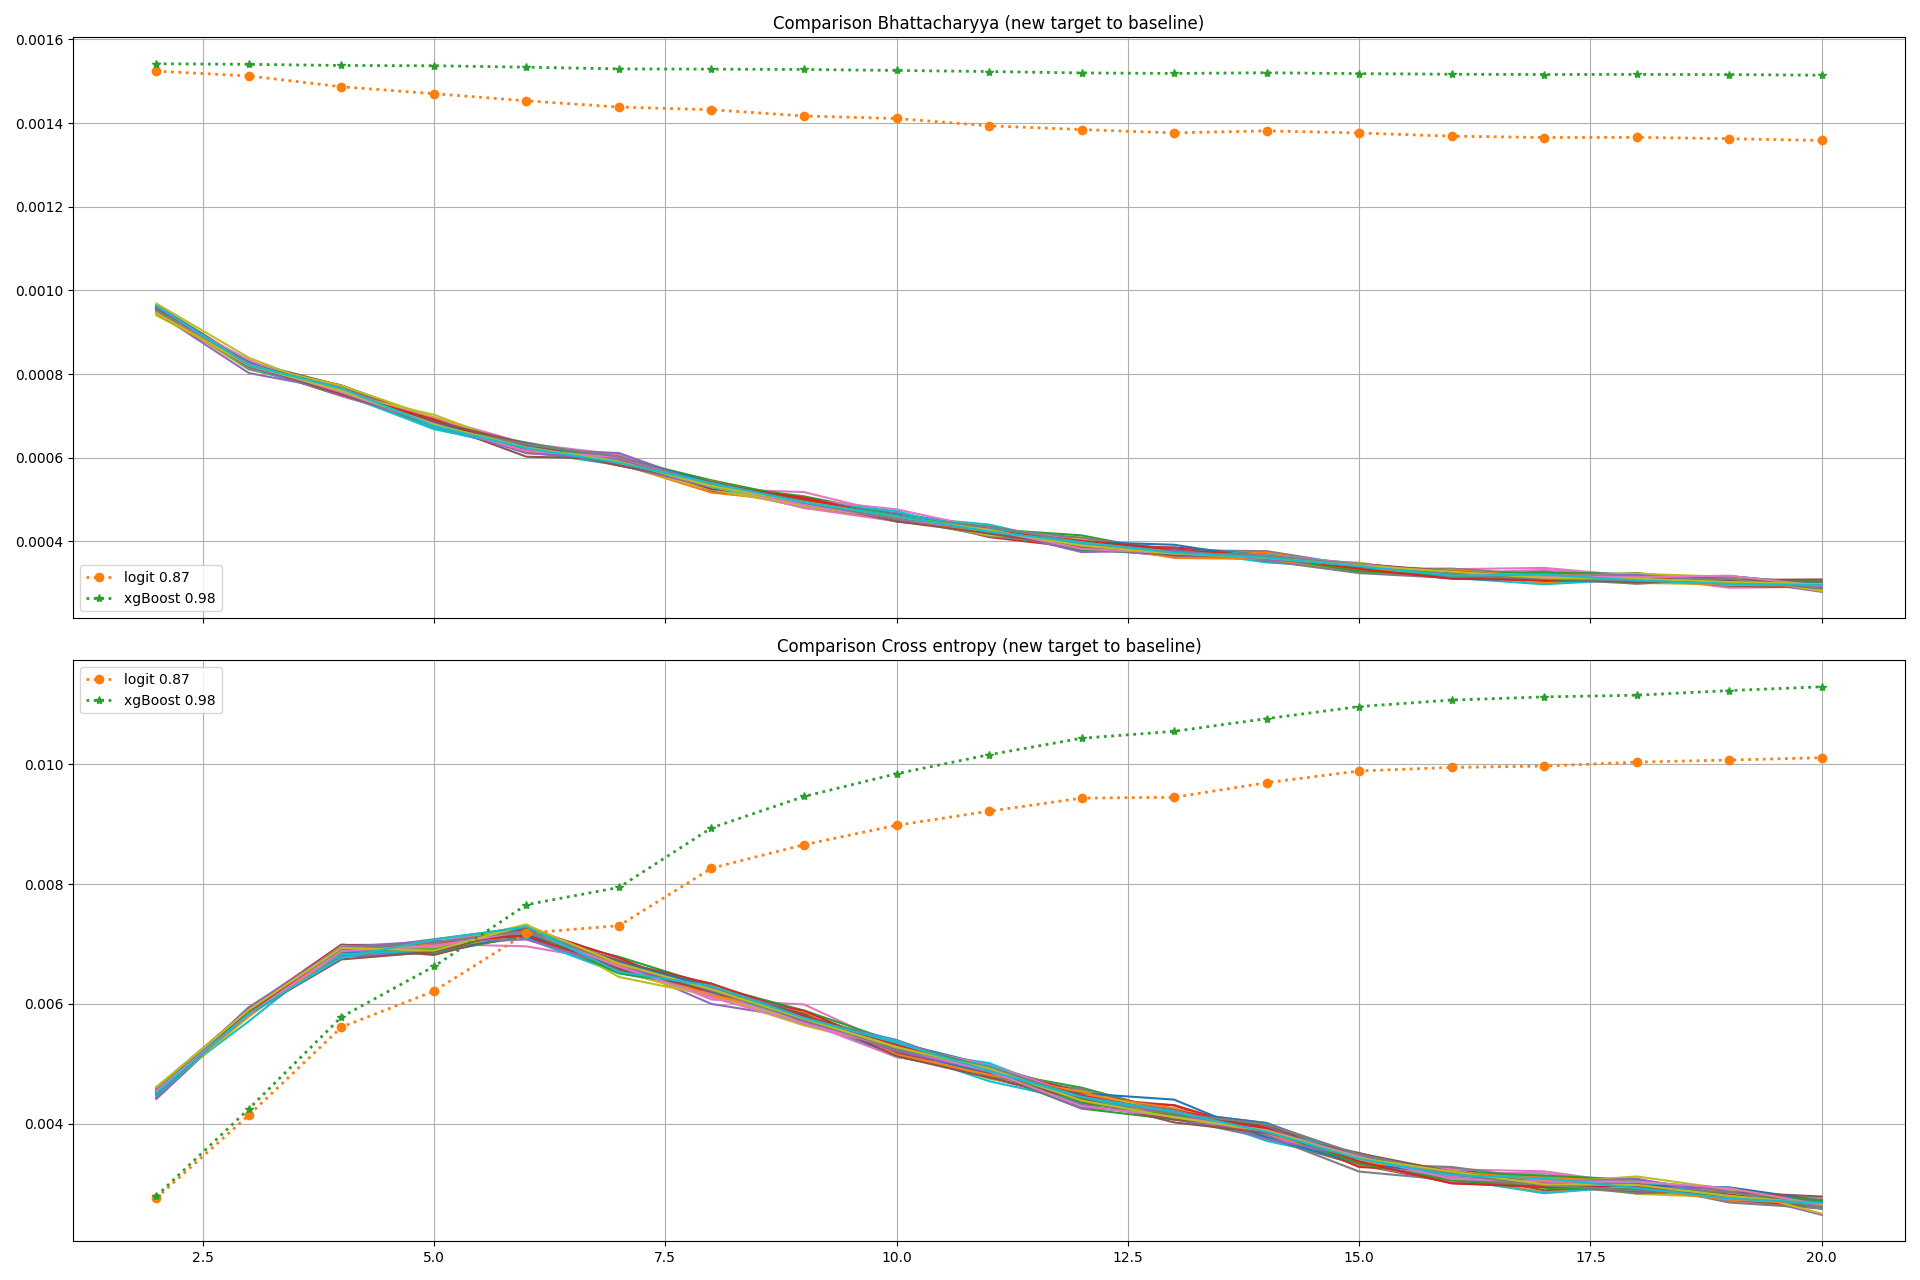 Comparison Bhattacharyya (new target to baseline)
0.0016
0.0014
0.0012
0.0010
0.0008
0.0006
0.0004
logit 0.87
xgBoost 0.98
Comparison Cross entropy (new target to baseline)
logit 0.87
xgBoost 0.98
0.010
0.008
0.006
0.004
2.5 5.0 7.5 10.0 12.5 15.0 17.5 20.0